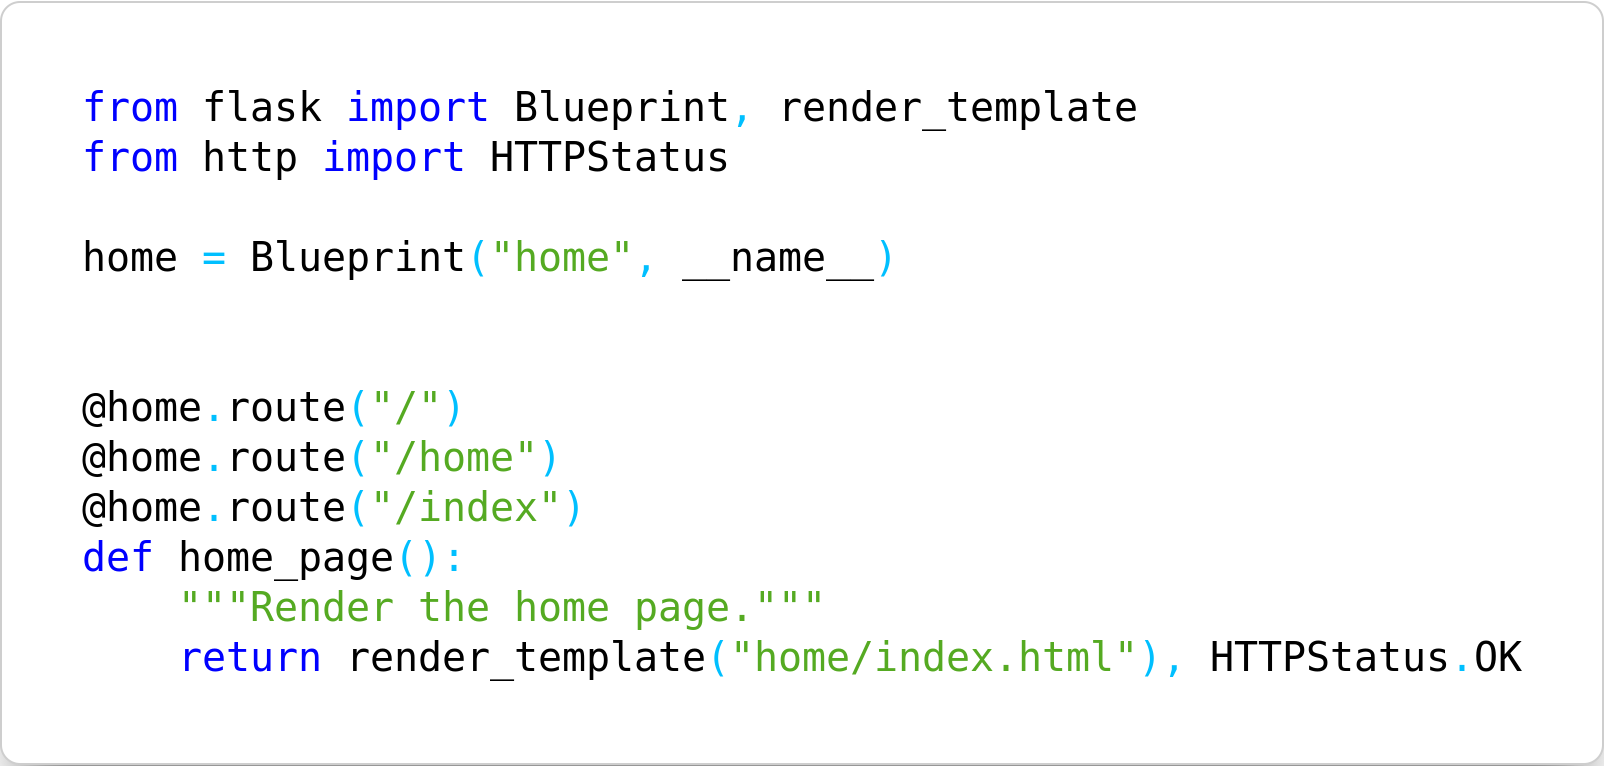 from flask import Blueprint, render_template
from http import HTTPStatus

home = Blueprint("home", __name__)


@home.route("/")
@home.route("/home")
@home.route("/index")
def home_page():
    """Render the home page."""
    return render_template("home/index.html"), HTTPStatus.OK